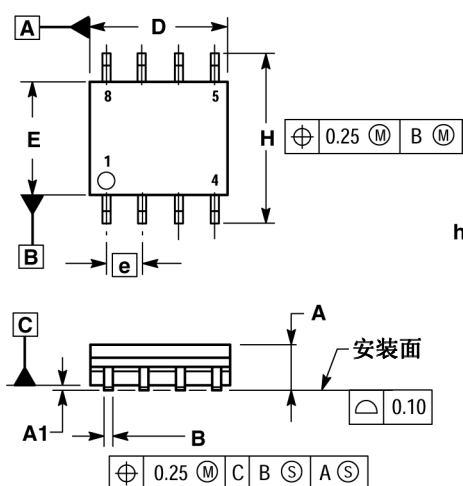 A
D
8
5
E
H
⌖ 0.25 Ⓜ B Ⓜ
1
4
B
e
h
C
A
安装面
⌓ 0.10
A1
B
⌖ 0.25 Ⓜ C B Ⓢ A Ⓢ